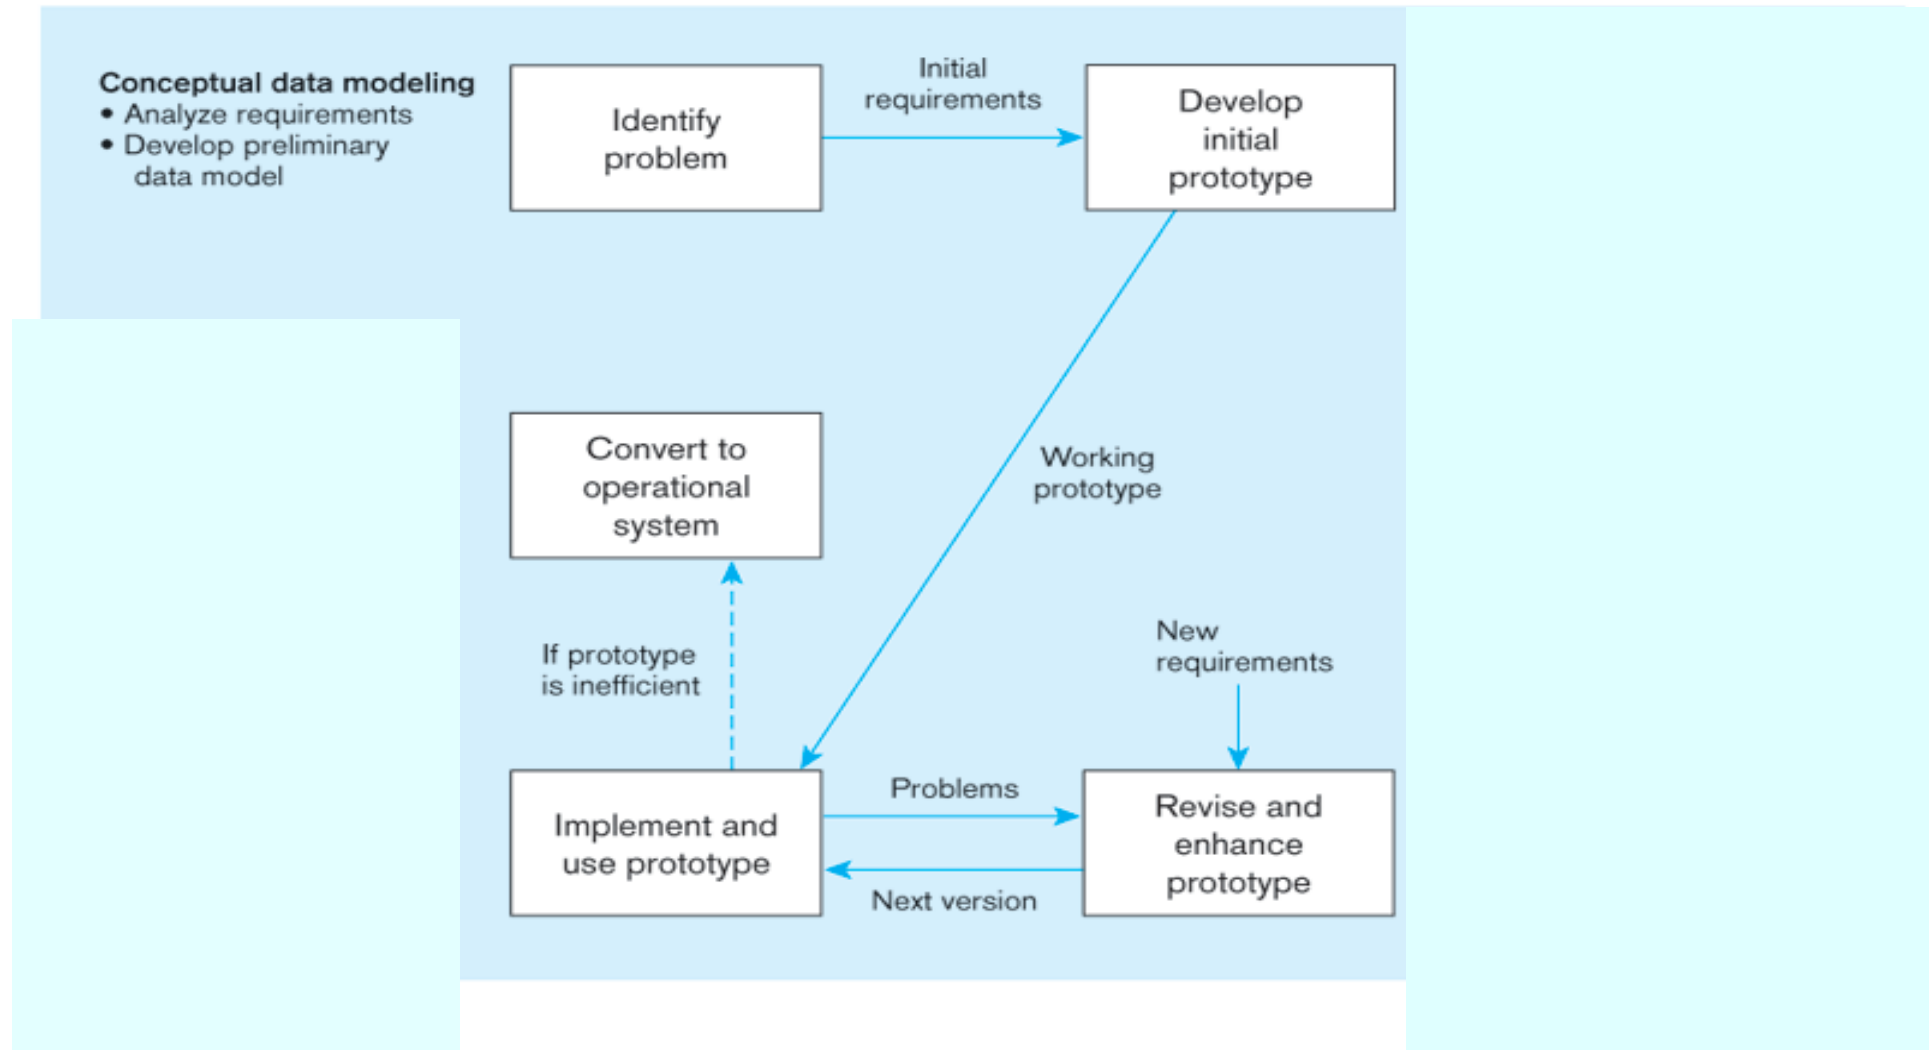 Conceptual data modeling
• Analyze requirements
• Develop preliminary
data model
Identify
problem
Initial
requirements
Develop
initial
prototype
Working
prototype
Convert to
operational
system
If prototype
is inefficient
New
requirements
Implement and
use prototype
Problems
Next version
Revise and
enhance
prototype